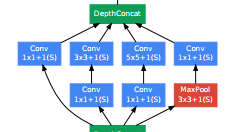 DepthConcat
Conv
1x1+1(S)
Conv
3x3+1(S)
Conv
5x5+1(S)
Conv
1x1+1(S)
Conv
1x1+1(S)
Conv
1x1+1(S)
MaxPool
3x3+1(S)